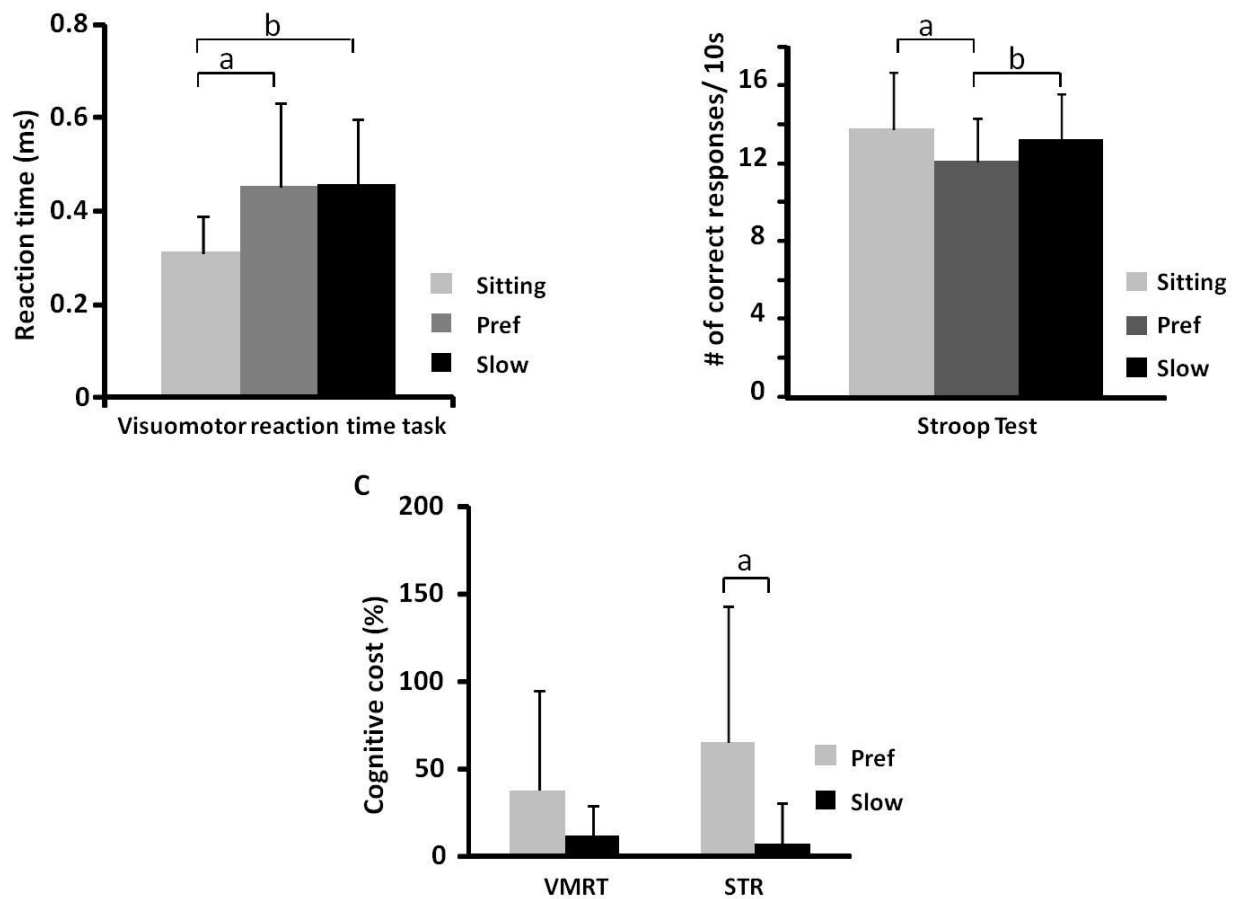 0.8
0.6
0.4
0.2
0
Reaction time (ms)
a
b
Sitting
Pref
Slow
Visuomotor reaction time task
16
12
8
4
0
# of correct responses/ 10s
a
b
Sitting
Pref
Slow
Stroop Test
C
200
150
100
50
0
Cognitive cost (%)
a
Pref
Slow
VMRT
STR